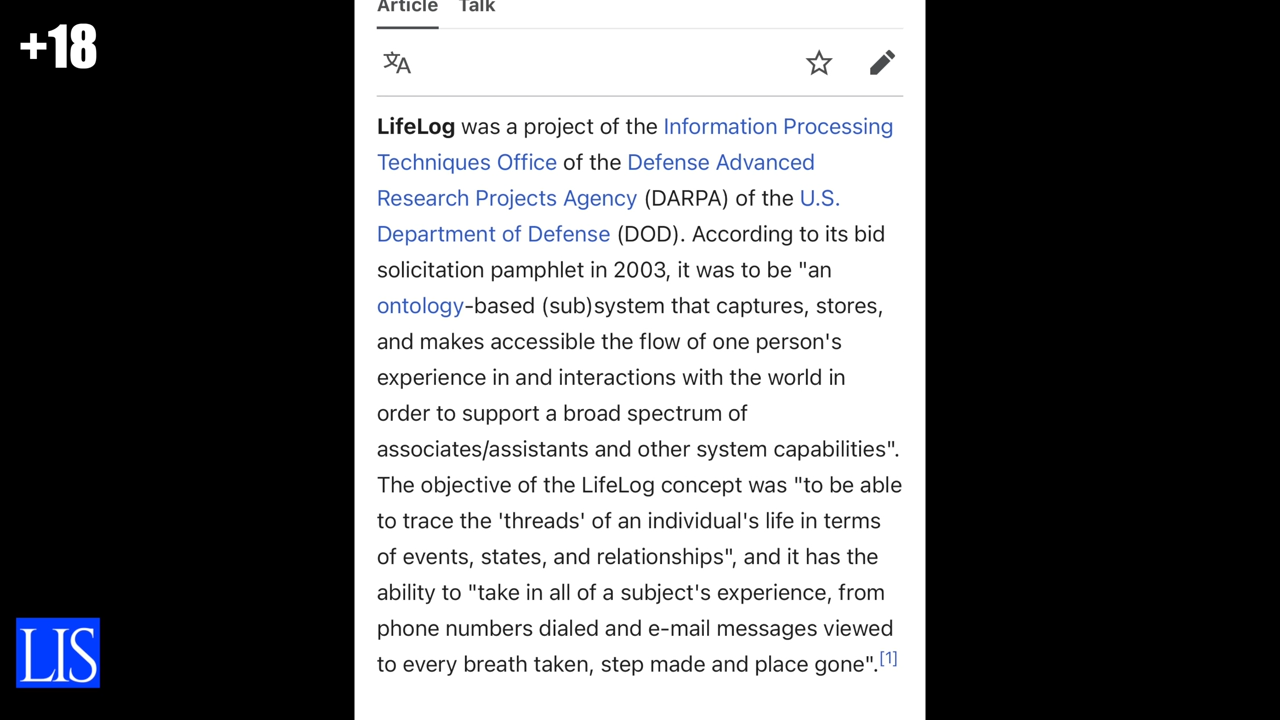 +18
Article Talk
LifeLog was a project of the Information Processing
Techniques Office of the Defense Advanced
Research Projects Agency (DARPA) of the U.S.
Department of Defense (DOD). According to its bid
solicitation pamphlet in 2003, it was to be "an
ontology-based (sub)system that captures, stores,
and makes accessible the flow of one person's
experience in and interactions with the world in
order to support a broad spectrum of
associates/assistants and other system capabilities".
The objective of the LifeLog concept was "to be able
to trace the 'threads' of an individual's life in terms
of events, states, and relationships", and it has the
ability to "take in all of a subject's experience, from
phone numbers dialed and e-mail messages viewed
to every breath taken, step made and place gone".[1]
LIS